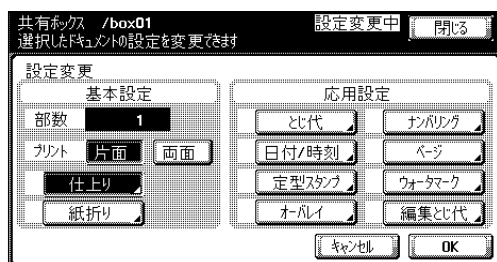 共有ボックス /box01 設定変更中 閉じる
選択したドキュメントの設定を変更できます
設定変更
基本設定 応用設定
部数 1 とじ代 ナンバリング
プリント 片面 両面 日付/時刻 ページ
仕上り 定型スタンプ ウォータマーク
紙折り オーバレイ 編集とじ代
キャンセル OK